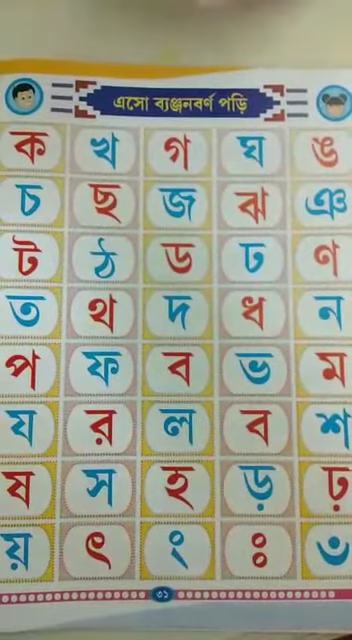 এসো ব্যঞ্জনবর্ণ পড়ি
ক খ গ ঘ ঙ
চ ছ জ ঝ ঞ
ট ঠ ড ঢ ণ
ত থ দ ধ ন
প ফ ব ভ ম
য র ল ব শ
ষ স হ ড় ঢ়
য় ৎ ং ঃ ঁ
৩১